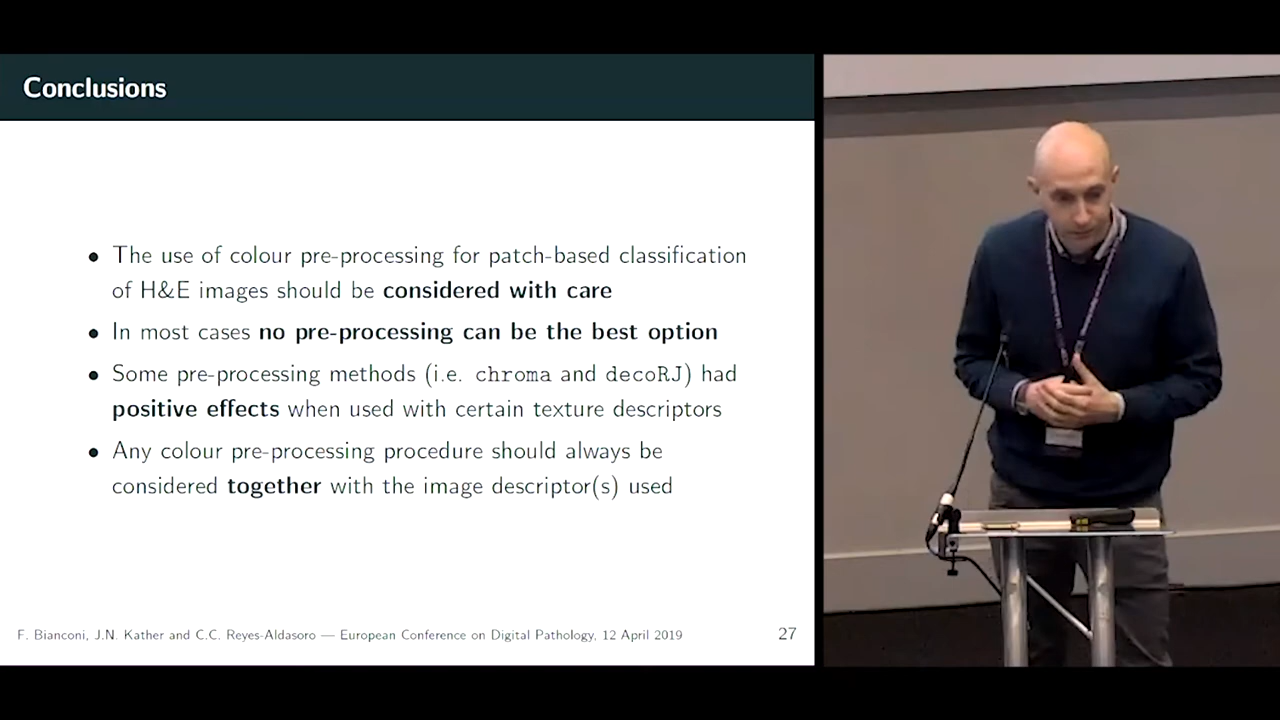 Conclusions
• The use of colour pre-processing for patch-based classification
of H&E images should be considered with care
• In most cases no pre-processing can be the best option
• Some pre-processing methods (i.e. chroma and decoRJ) had
positive effects when used with certain texture descriptors
• Any colour pre-processing procedure should always be
considered together with the image descriptor(s) used
F. Bianconi, J.N. Kather and C.C. Reyes-Aldasoro — European Conference on Digital Pathology, 12 April 2019
27